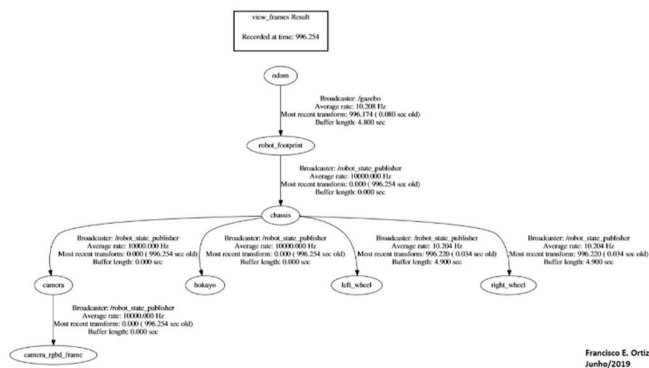 view_frames Result
Recorded at time: 996.254
odom
Broadcaster: /gazebo
Average rate: 10.208 Hz
Most recent transform: 996.174 ( 0.080 sec old)
Buffer length: 4.800 sec
robot_footprint
Broadcaster: /robot_state_publisher
Average rate: 10000.000 Hz
Most recent transform: 0.000 ( 996.254 sec old)
Buffer length: 0.000 sec
chassis
Broadcaster: /robot_state_publisher
Average rate: 10000.000 Hz
Most recent transform: 0.000 ( 996.254 sec old)
Buffer length: 0.000 sec
Broadcaster: /robot_state_publisher
Average rate: 10000.000 Hz
Most recent transform: 0.000 ( 996.254 sec old)
Buffer length: 0.000 sec
Broadcaster: /robot_state_publisher
Average rate: 10.204 Hz
Most recent transform: 996.220 ( 0.034 sec old)
Buffer length: 4.900 sec
Broadcaster: /robot_state_publisher
Average rate: 10.204 Hz
Most recent transform: 996.220 ( 0.034 sec old)
Buffer length: 4.900 sec
camera
hokuyo
left_wheel
right_wheel
Broadcaster: /robot_state_publisher
Average rate: 10000.000 Hz
Most recent transform: 0.000 ( 996.254 sec old)
Buffer length: 0.000 sec
camera_rgbd_frame
Francisco E. Ortiz
Junho/2019